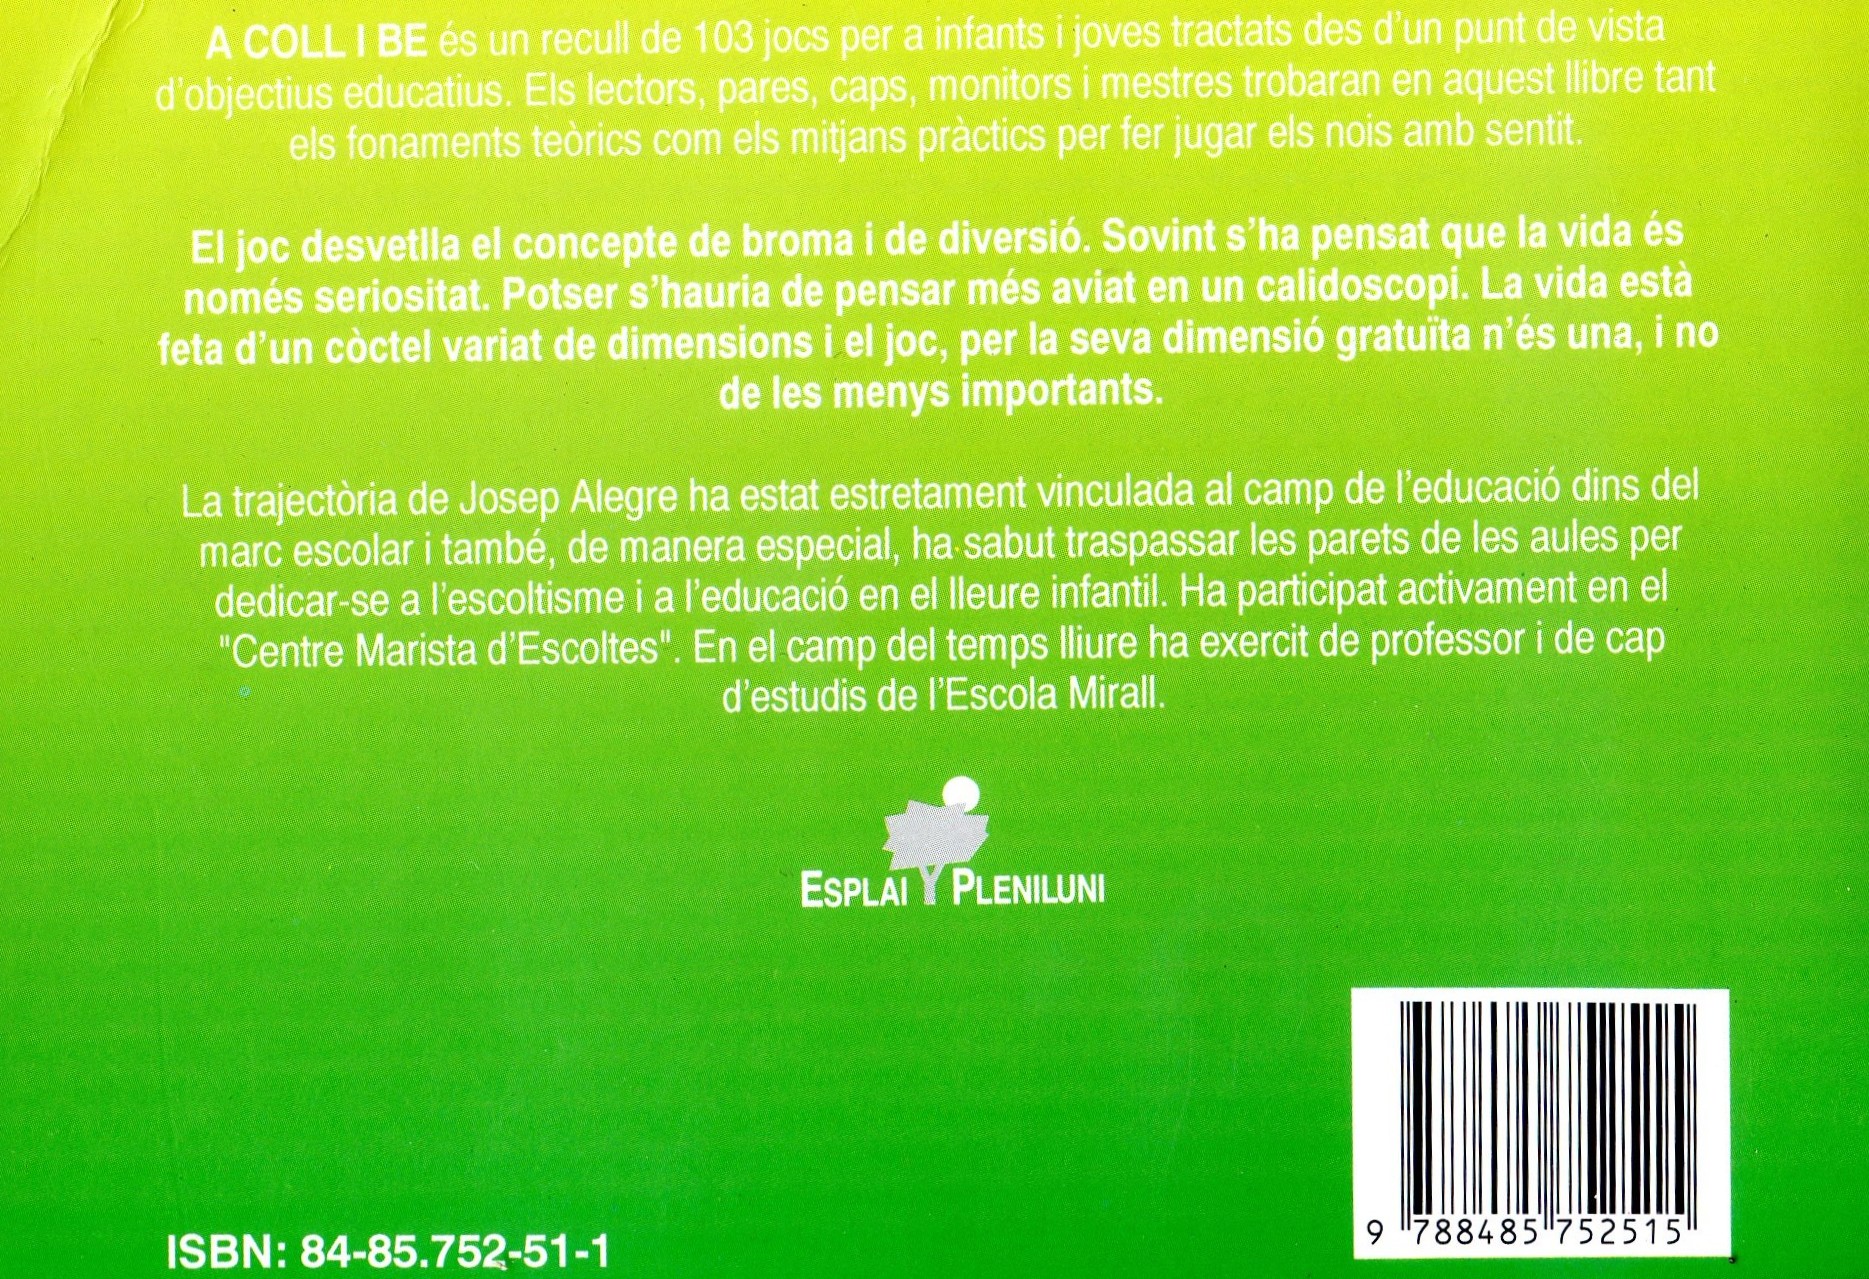 A COLL I BE és un recull de 103 jocs per a infants i joves tractats des d'un punt de vista
d'objectius educatius. Els lectors, pares, caps, monitors i mestres trobaran en aquest llibre tant
els fonaments teòrics com els mitjans pràctics per fer jugar els nois amb sentit.
El joc desvetlla el concepte de broma i de diversió. Sovint s'ha pensat que la vida és
només seriositat. Potser s'hauria de pensar més aviat en un calidoscopi. La vida està
feta d'un còctel variat de dimensions i el joc, per la seva dimensió gratuïta n'és una, i no
de les menys importants.
La trajectòria de Josep Alegre ha estat estretament vinculada al camp de l'educació dins del
marc escolar i també, de manera especial, ha sabut traspassar les parets de les aules per
dedicar-se a l'escoltisme i a l'educació en el lleure infantil. Ha participat activament en el
"Centre Marista d'Escoltes". En el camp del temps lliure ha exercit de professor i de cap
d'estudis de l'Escola Mirall.
ESPLAI PLENILUNI
9 788485 752515
ISBN: 84-85.752-51-1